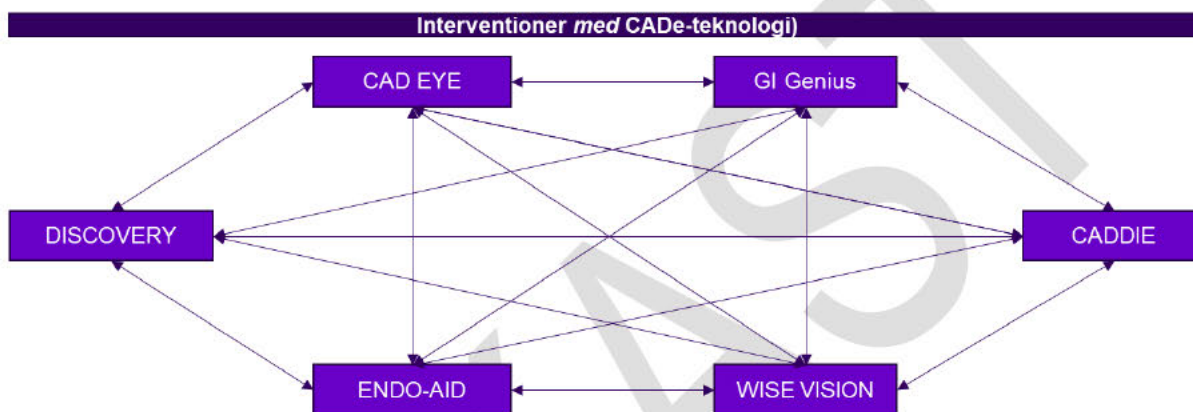 Interventioner med CADe-teknologi)
CAD EYE
GI Genius
DISCOVERY
CADDIE
ENDO-AID
WISE VISION